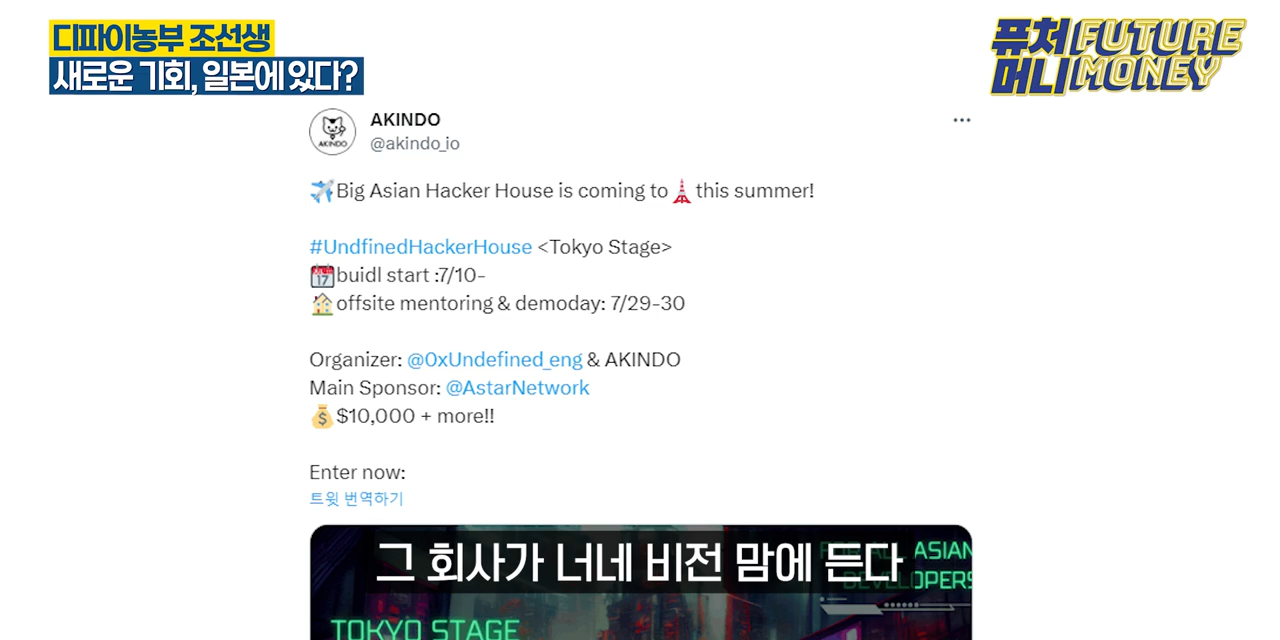 디파이농부 조선생
새로운 기회, 일본에 있다?
퓨처 FUTURE
머니 MONEY
AKINDO
AKINDO
@akindo_io
✈️Big Asian Hacker House is coming to🗼this summer!
#UndfinedHackerHouse <Tokyo Stage>
📅buidl start :7/10-
🏠offsite mentoring & demoday: 7/29-30
Organizer: @0xUndefined_eng & AKINDO
Main Sponsor: @AstarNetwork
💰$10,000 + more!!
Enter now:
트윗 번역하기
FOR ALL ASIAN
DEVELOPERS
그 회사가 너네 비전 맘에 든다
TOKYO STAGE